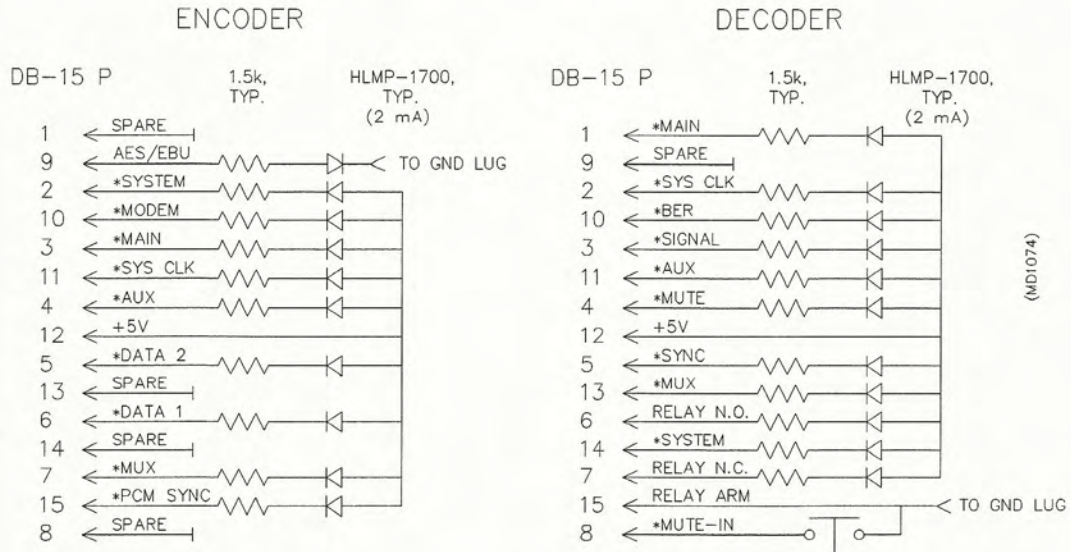 ENCODER
DB-15 P
1.5k,
TYP.
HLMP-1700,
TYP.
(2 mA)
1 SPARE
9 AES/EBU TO GND LUG
2 *SYSTEM
10 *MODEM
3 *MAIN
11 *SYS CLK
4 *AUX
12 +5V
5 *DATA 2
13 SPARE
6 *DATA 1
14 SPARE
7 *MUX
15 *PCM SYNC
8 SPARE
DECODER
DB-15 P
1.5k,
TYP.
HLMP-1700,
TYP.
(2 mA)
1 *MAIN
9 SPARE
2 *SYS CLK
10 *BER
3 *SIGNAL
11 *AUX
4 *MUTE
12 +5V
5 *SYNC
13 *MUX
6 RELAY N.O.
14 *SYSTEM
7 RELAY N.C.
15 RELAY ARM TO GND LUG
8 *MUTE-IN
(MD1074)